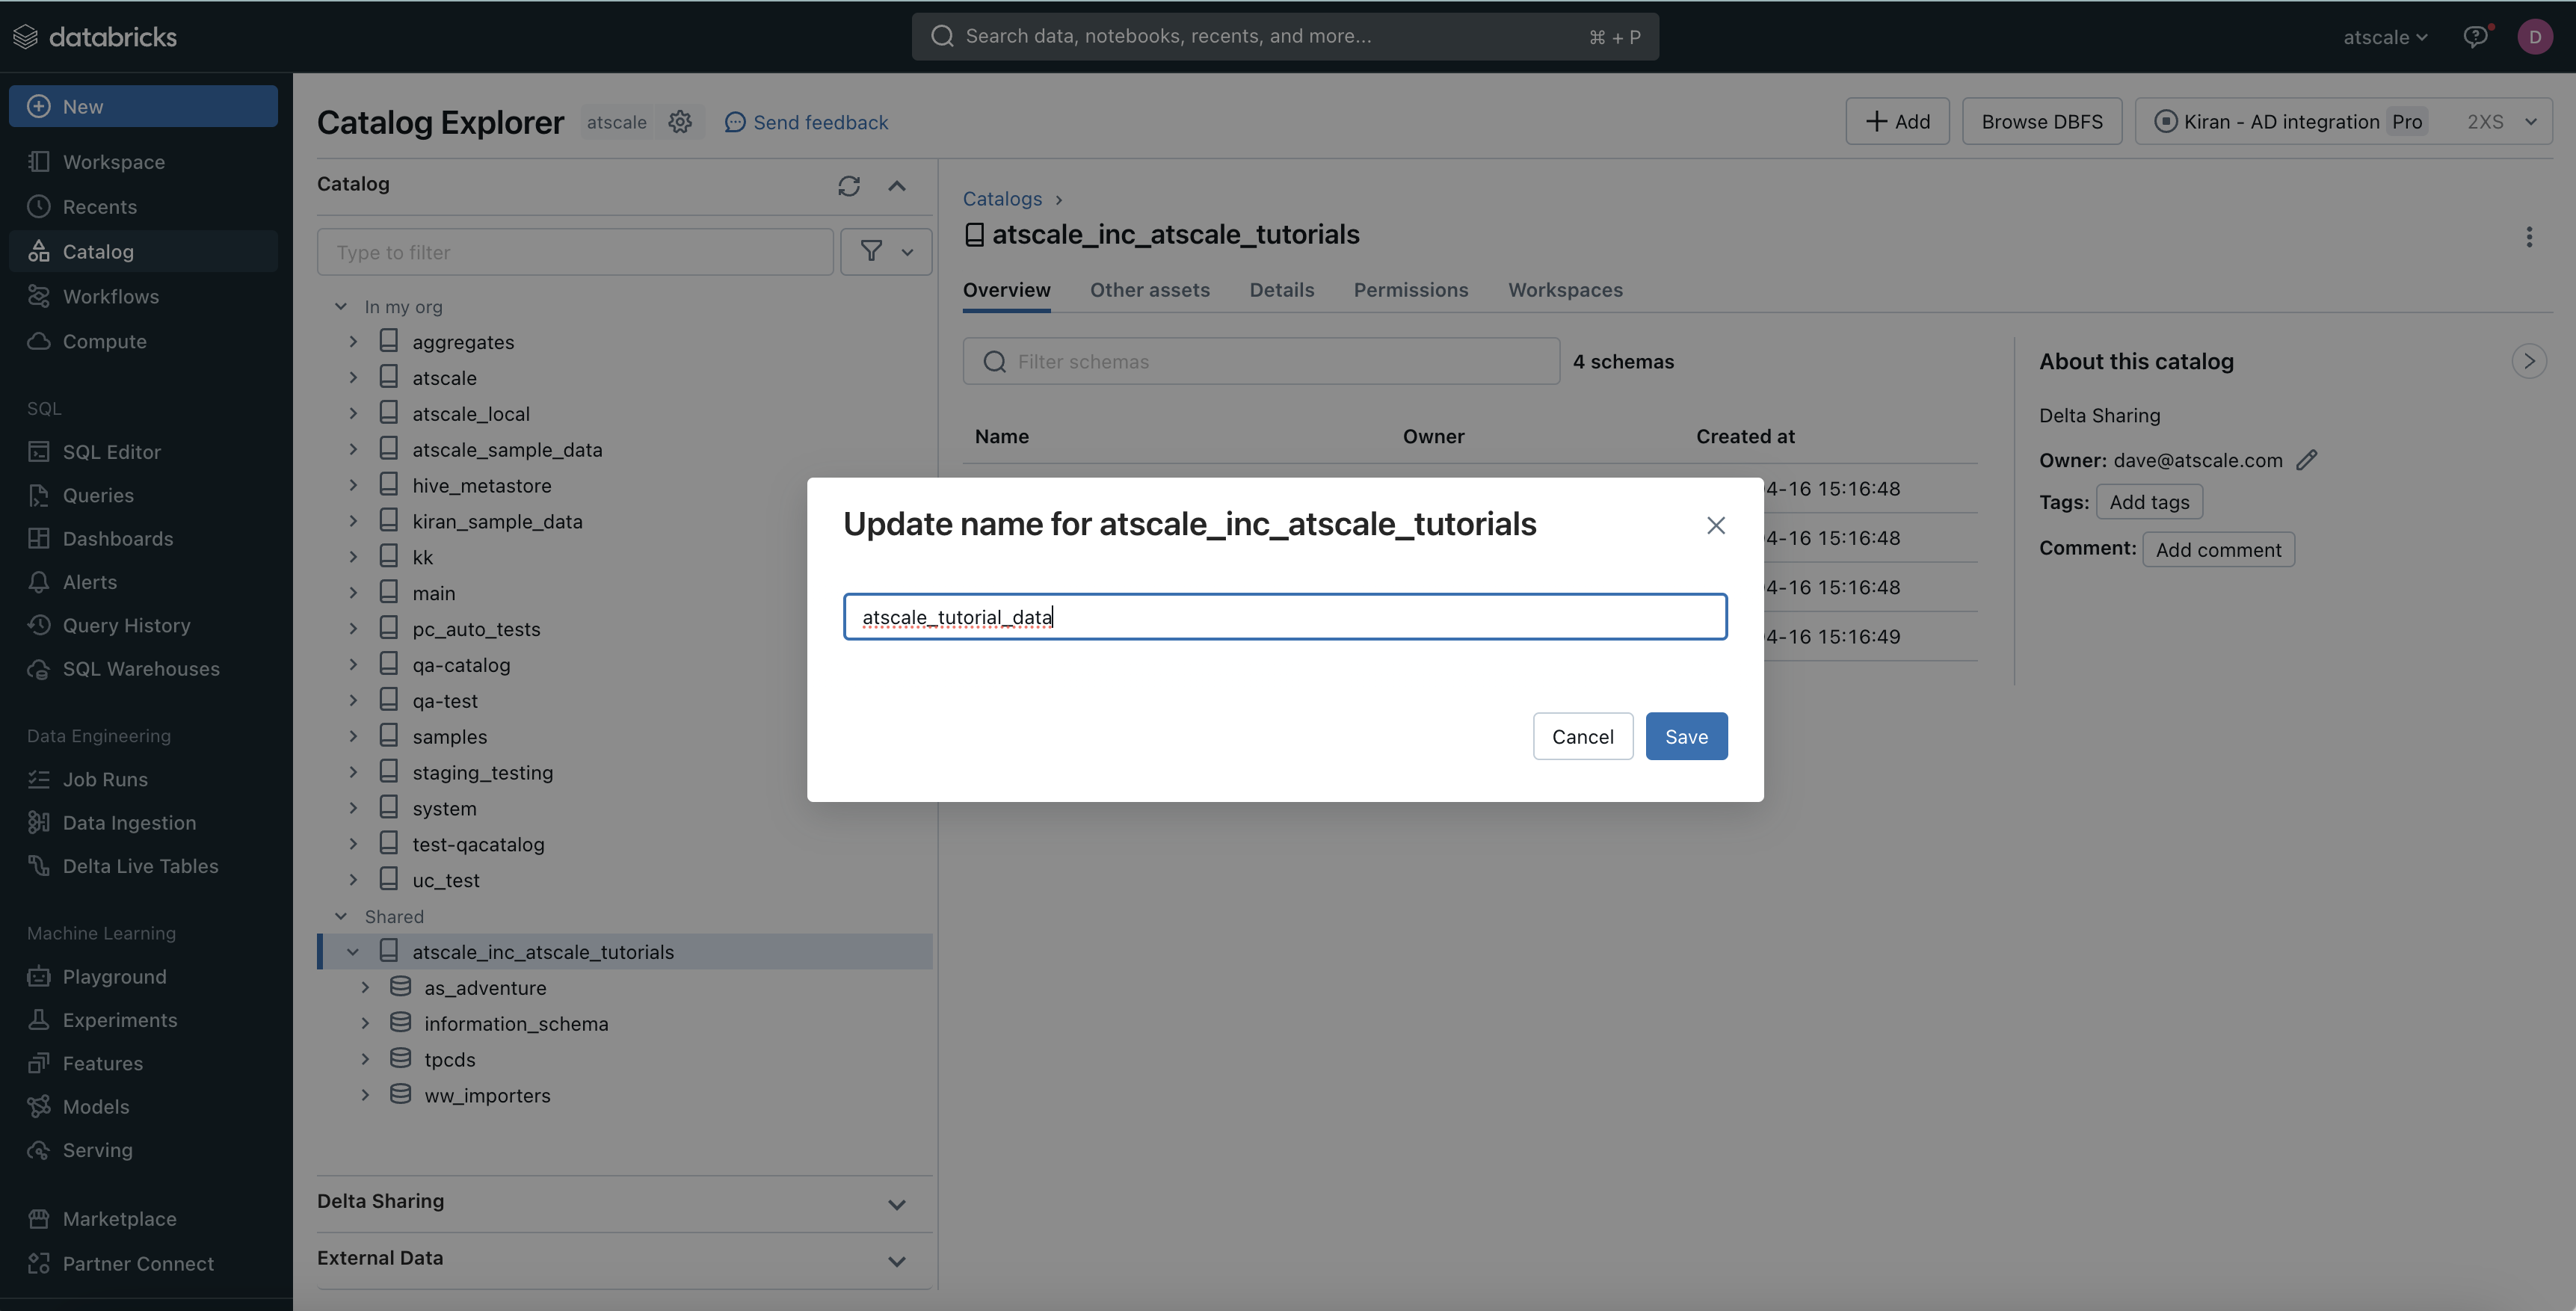 databricks
Search data, notebooks, recents, and more...
⌘ + P
atscale
D
New
Workspace
Recents
Catalog
Workflows
Compute
SQL
SQL Editor
Queries
Dashboards
Alerts
Query History
SQL Warehouses
Data Engineering
Job Runs
Data Ingestion
Delta Live Tables
Machine Learning
Playground
Experiments
Features
Models
Serving
Marketplace
Partner Connect
Catalog Explorer
atscale
Send feedback
Add
Browse DBFS
Kiran - AD integration Pro 2XS
Catalog
Type to filter
In my org
aggregates
atscale
atscale_local
atscale_sample_data
hive_metastore
kiran_sample_data
kk
main
pc_auto_tests
qa-catalog
qa-test
samples
staging_testing
system
test-qacatalog
uc_test
Shared
atscale_inc_atscale_tutorials
as_adventure
information_schema
tpcds
ww_importers
Delta Sharing
External Data
Catalogs ›
atscale_inc_atscale_tutorials
Overview Other assets Details Permissions Workspaces
Filter schemas
4 schemas
Name Owner Created at
4-16 15:16:48
4-16 15:16:48
4-16 15:16:48
4-16 15:16:49
About this catalog
Delta Sharing
Owner: dave@atscale.com
Tags: Add tags
Comment: Add comment
Update name for atscale_inc_atscale_tutorials
atscale_tutorial_data
Cancel
Save